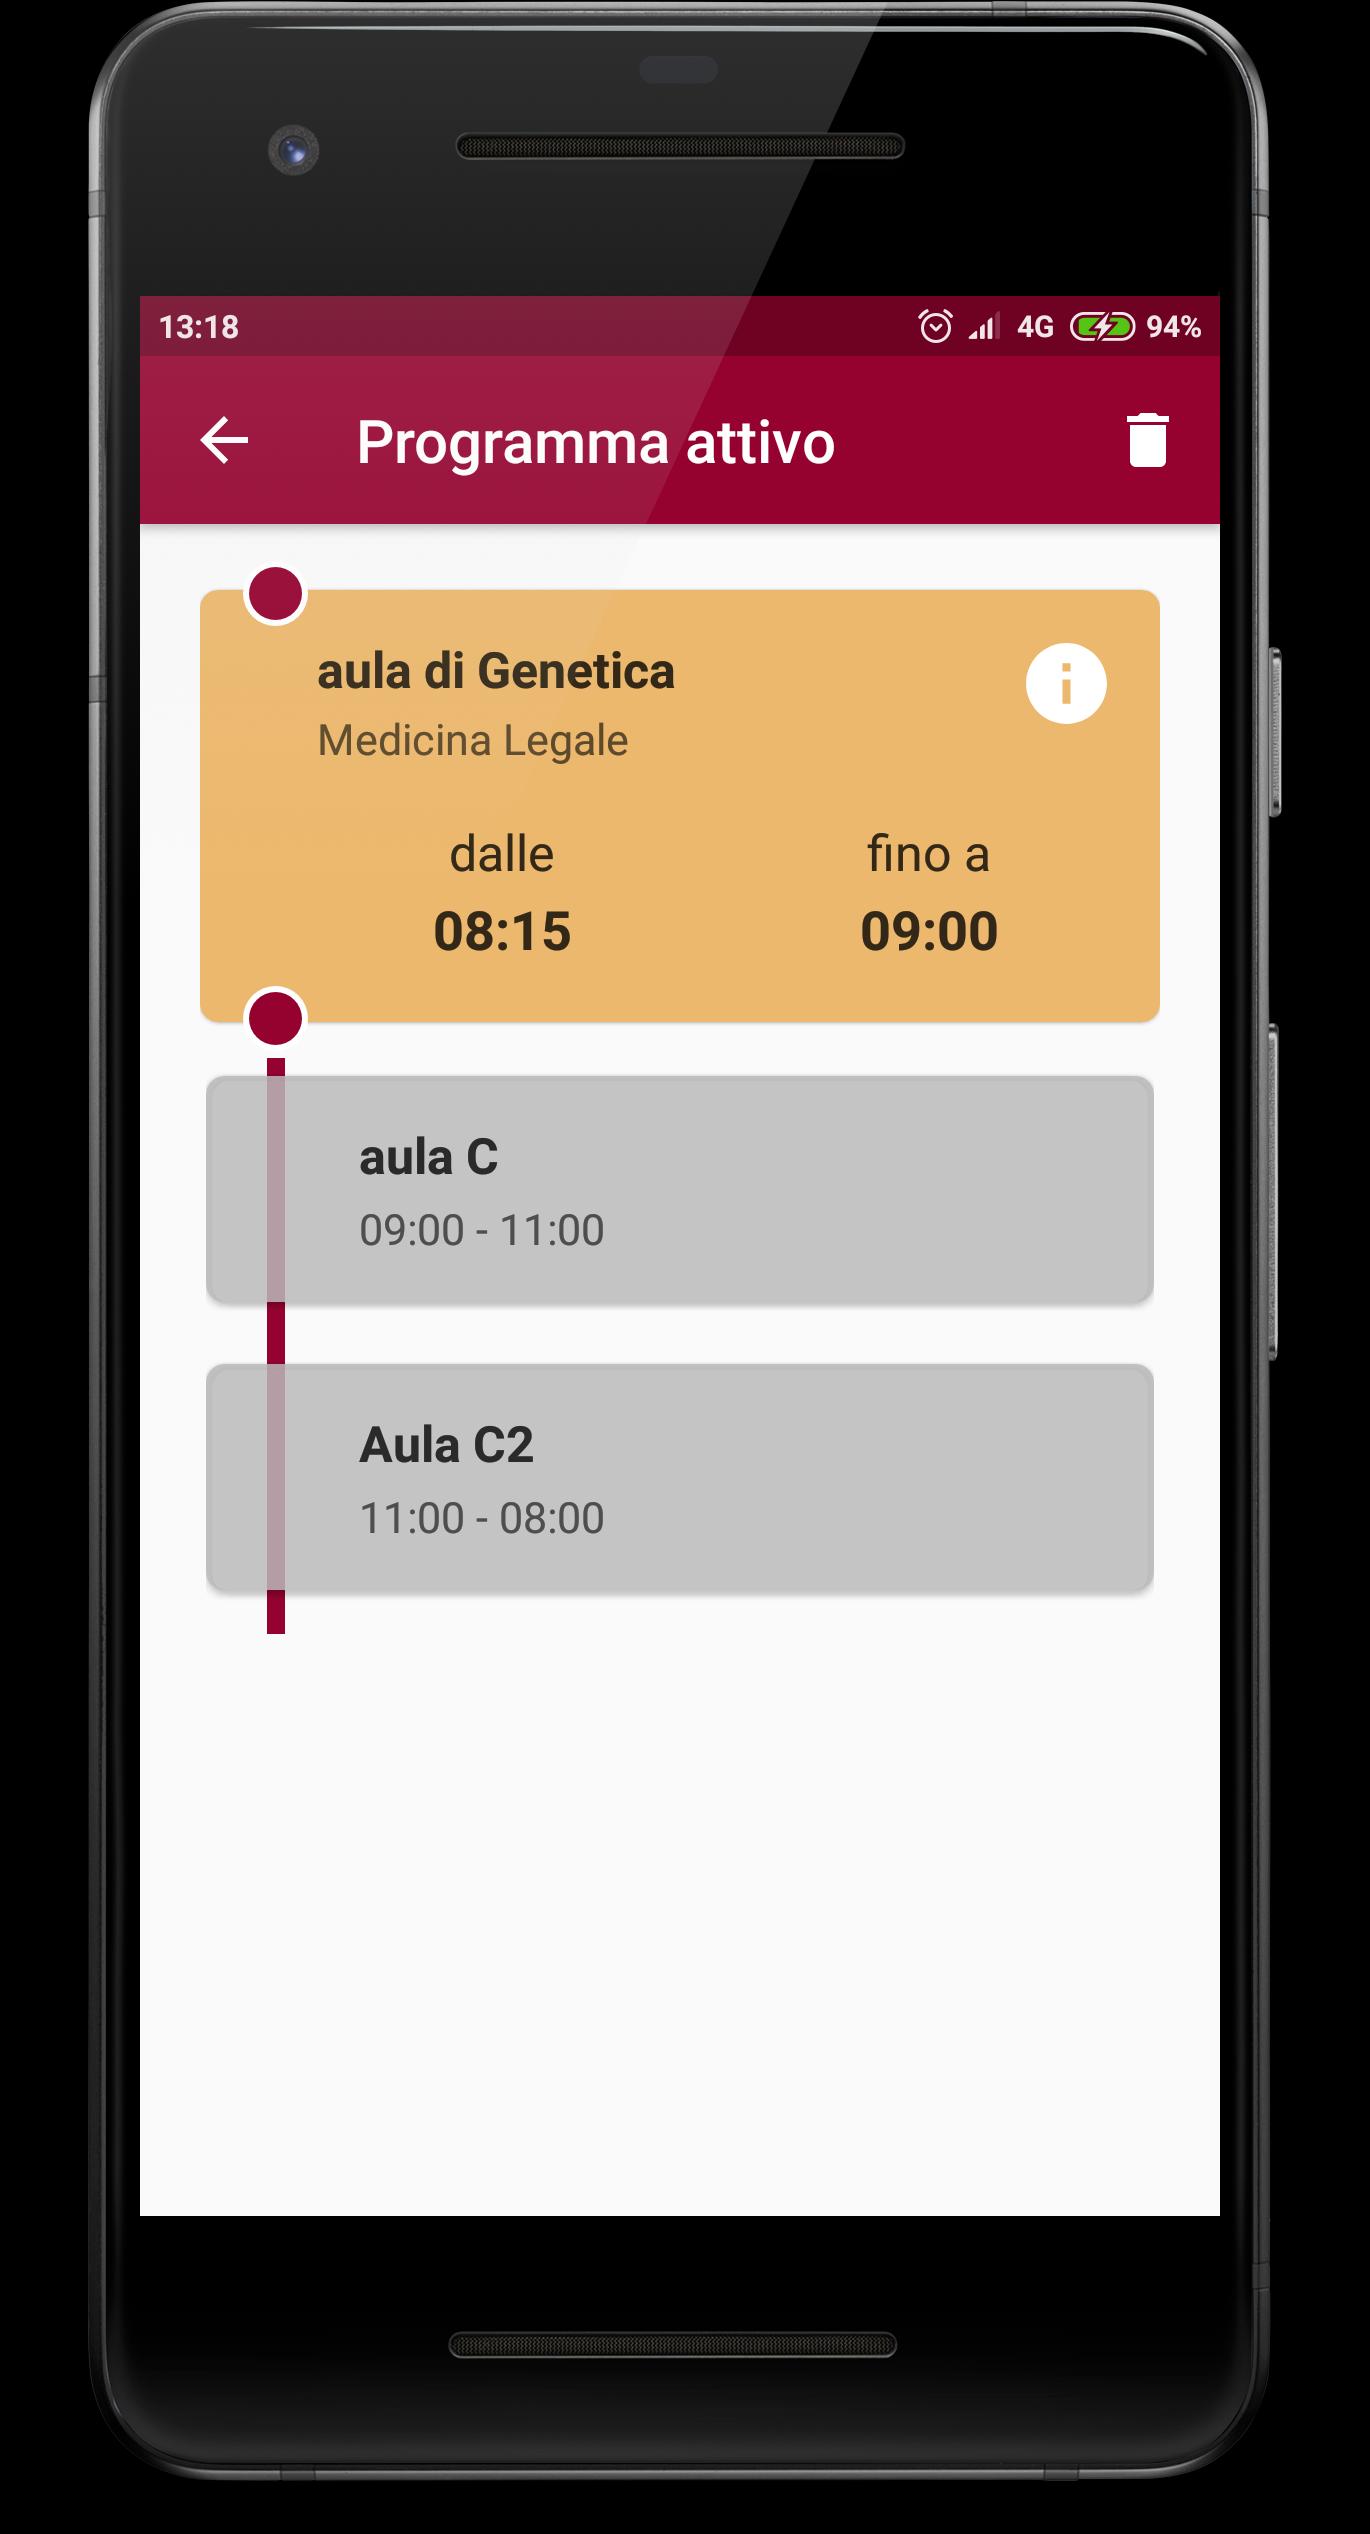 13:18 4G 94%
Programma attivo
aula di Genetica
Medicina Legale
dalle fino a
08:15 09:00
aula C
09:00 - 11:00
Aula C2
11:00 - 08:00